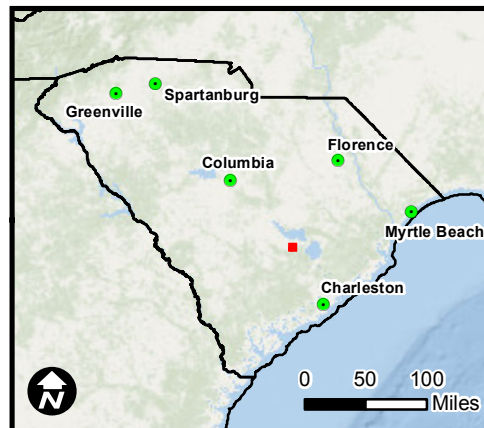 Spartanburg
Greenville
Florence
Columbia
Myrtle Beach
Charleston
N
0 50 100
Miles